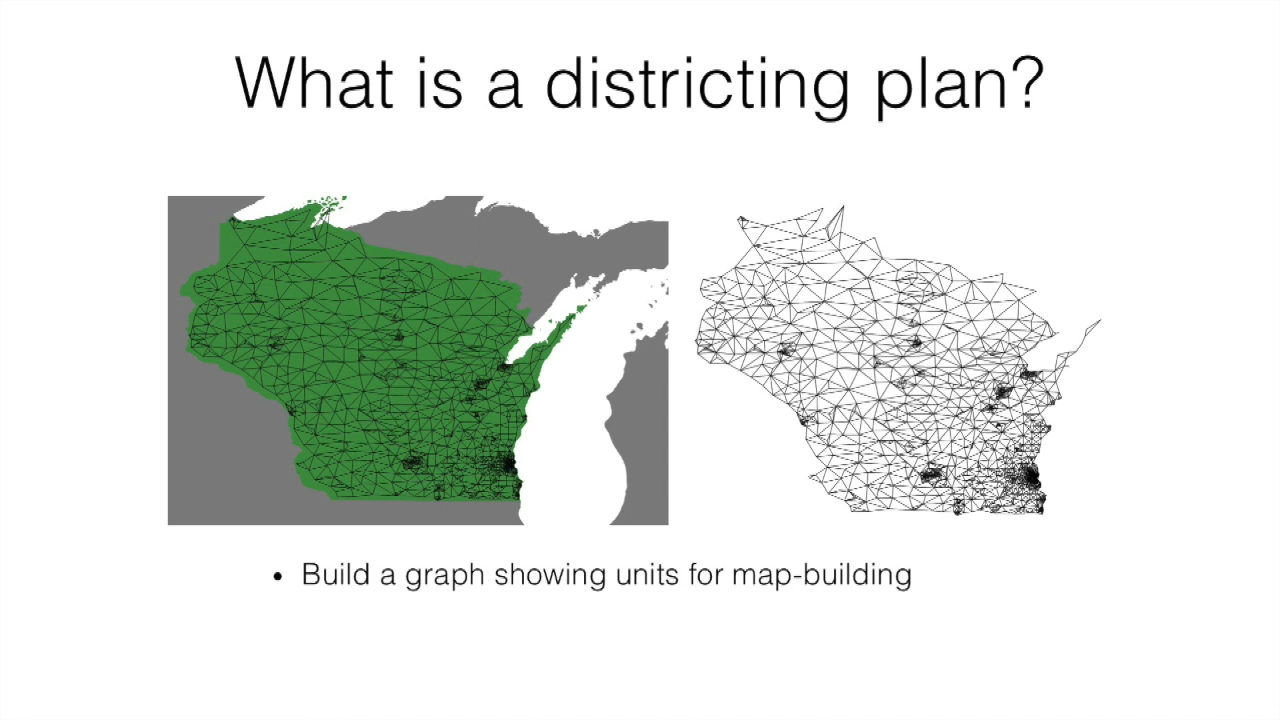 What is a districting plan?
• Build a graph showing units for map-building